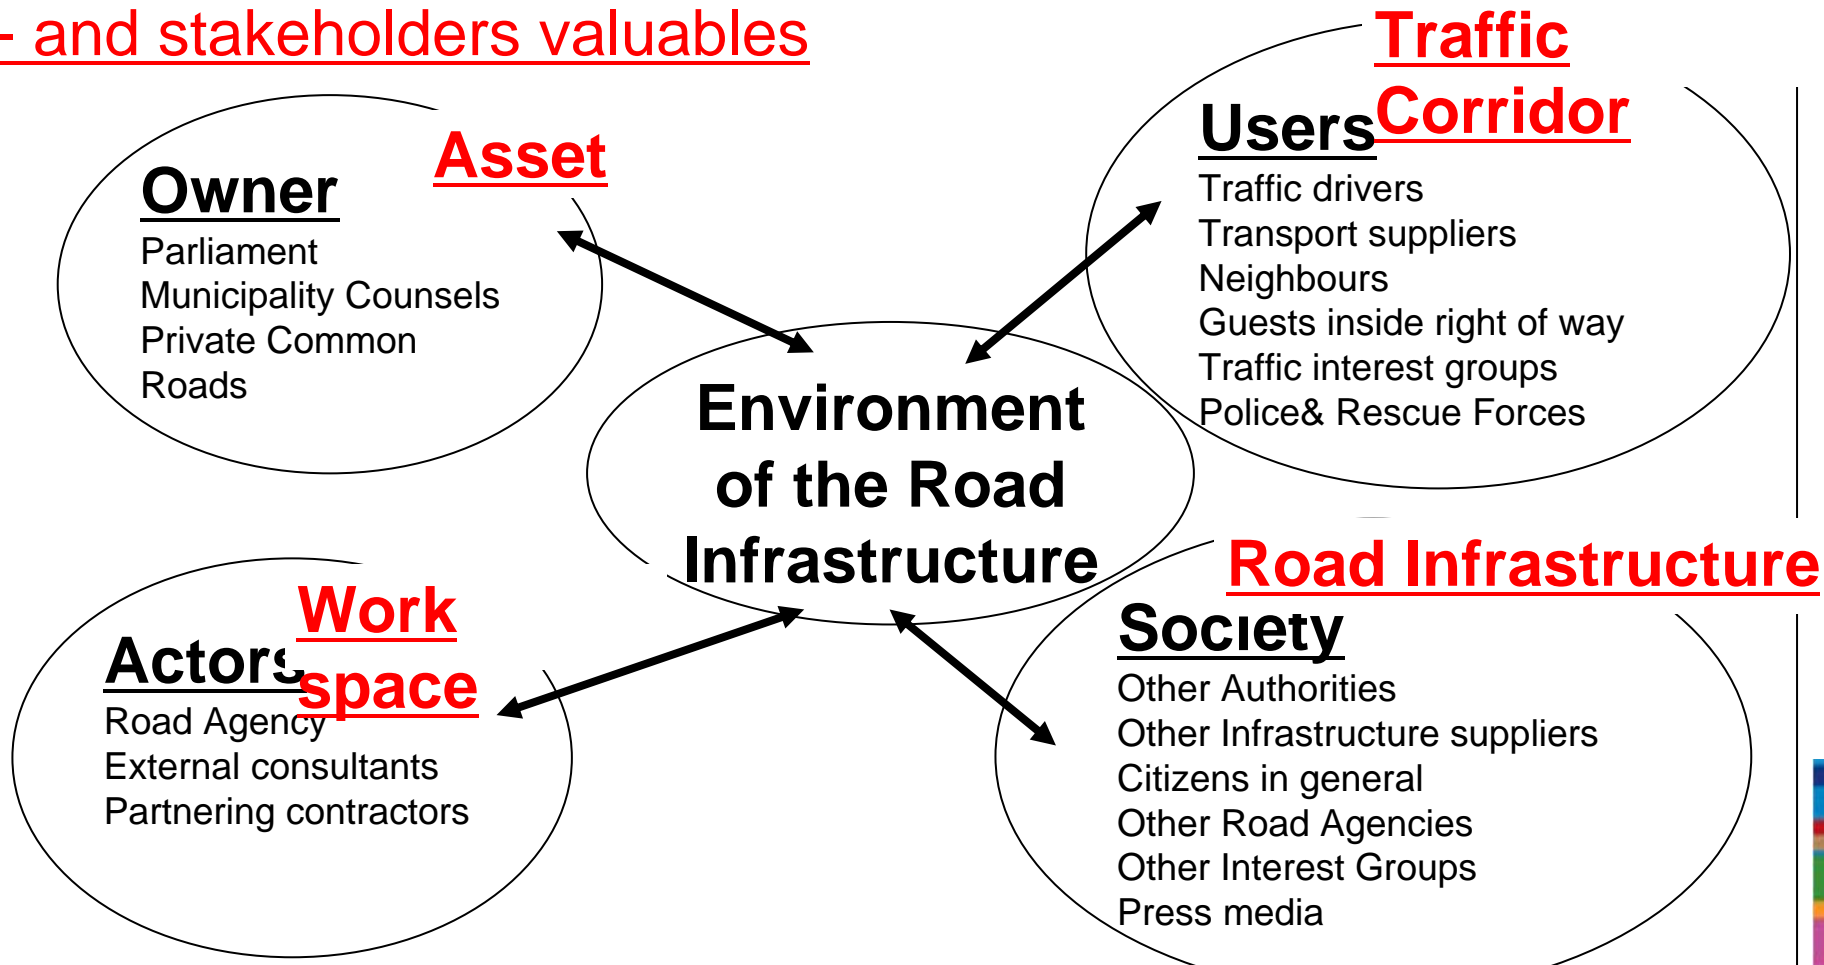 - and stakeholders valuables
Asset
Owner
Parliament
Municipality Counsels
Private Common
Roads
Traffic
Corridor
Users
Traffic drivers
Transport suppliers
Neighbours
Guests inside right of way
Traffic interest groups
Police& Rescue Forces
Environment
of the Road
Infrastructure
Work
space
Actors
Road Agency
External consultants
Partnering contractors
Road Infrastructure
Society
Other Authorities
Other Infrastructure suppliers
Citizens in general
Other Road Agencies
Other Interest Groups
Press media